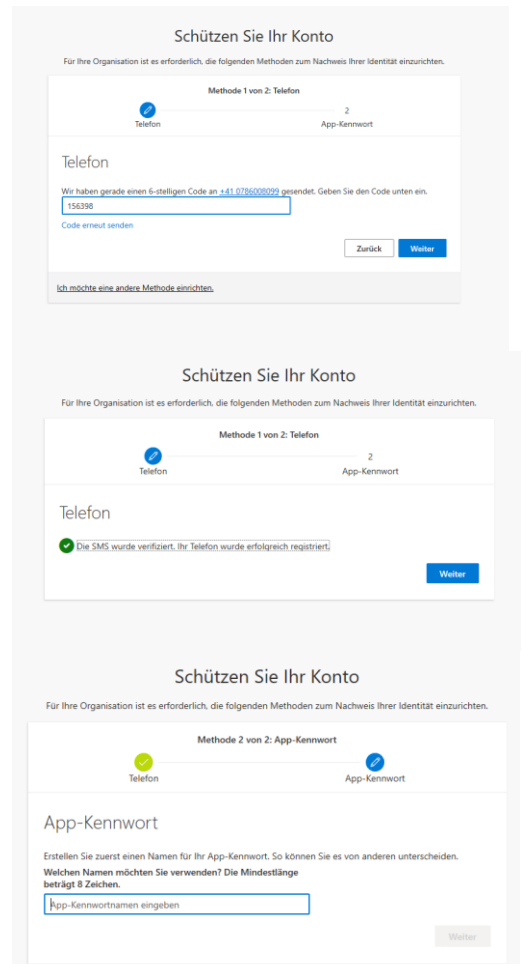 Schützen Sie Ihr Konto
Für Ihre Organisation ist es erforderlich, die folgenden Methoden zum Nachweis Ihrer Identität einzurichten.
Methode 1 von 2: Telefon
2
Telefon App-Kennwort
Telefon
Wir haben gerade einen 6-stelligen Code an +41 0786008099 gesendet. Geben Sie den Code unten ein.
156398
Code erneut senden
Zurück Weiter
Ich möchte eine andere Methode einrichten.
Schützen Sie Ihr Konto
Für Ihre Organisation ist es erforderlich, die folgenden Methoden zum Nachweis Ihrer Identität einzurichten.
Methode 1 von 2: Telefon
2
Telefon App-Kennwort
Telefon
Die SMS wurde verifiziert. Ihr Telefon wurde erfolgreich registriert.
Weiter
Schützen Sie Ihr Konto
Für Ihre Organisation ist es erforderlich, die folgenden Methoden zum Nachweis Ihrer Identität einzurichten.
Methode 2 von 2: App-Kennwort
Telefon App-Kennwort
App-Kennwort
Erstellen Sie zuerst einen Namen für Ihr App-Kennwort. So können Sie es von anderen unterscheiden.
Welchen Namen möchten Sie verwenden? Die Mindestlänge
beträgt 8 Zeichen.
App-Kennwortnamen eingeben
Weiter